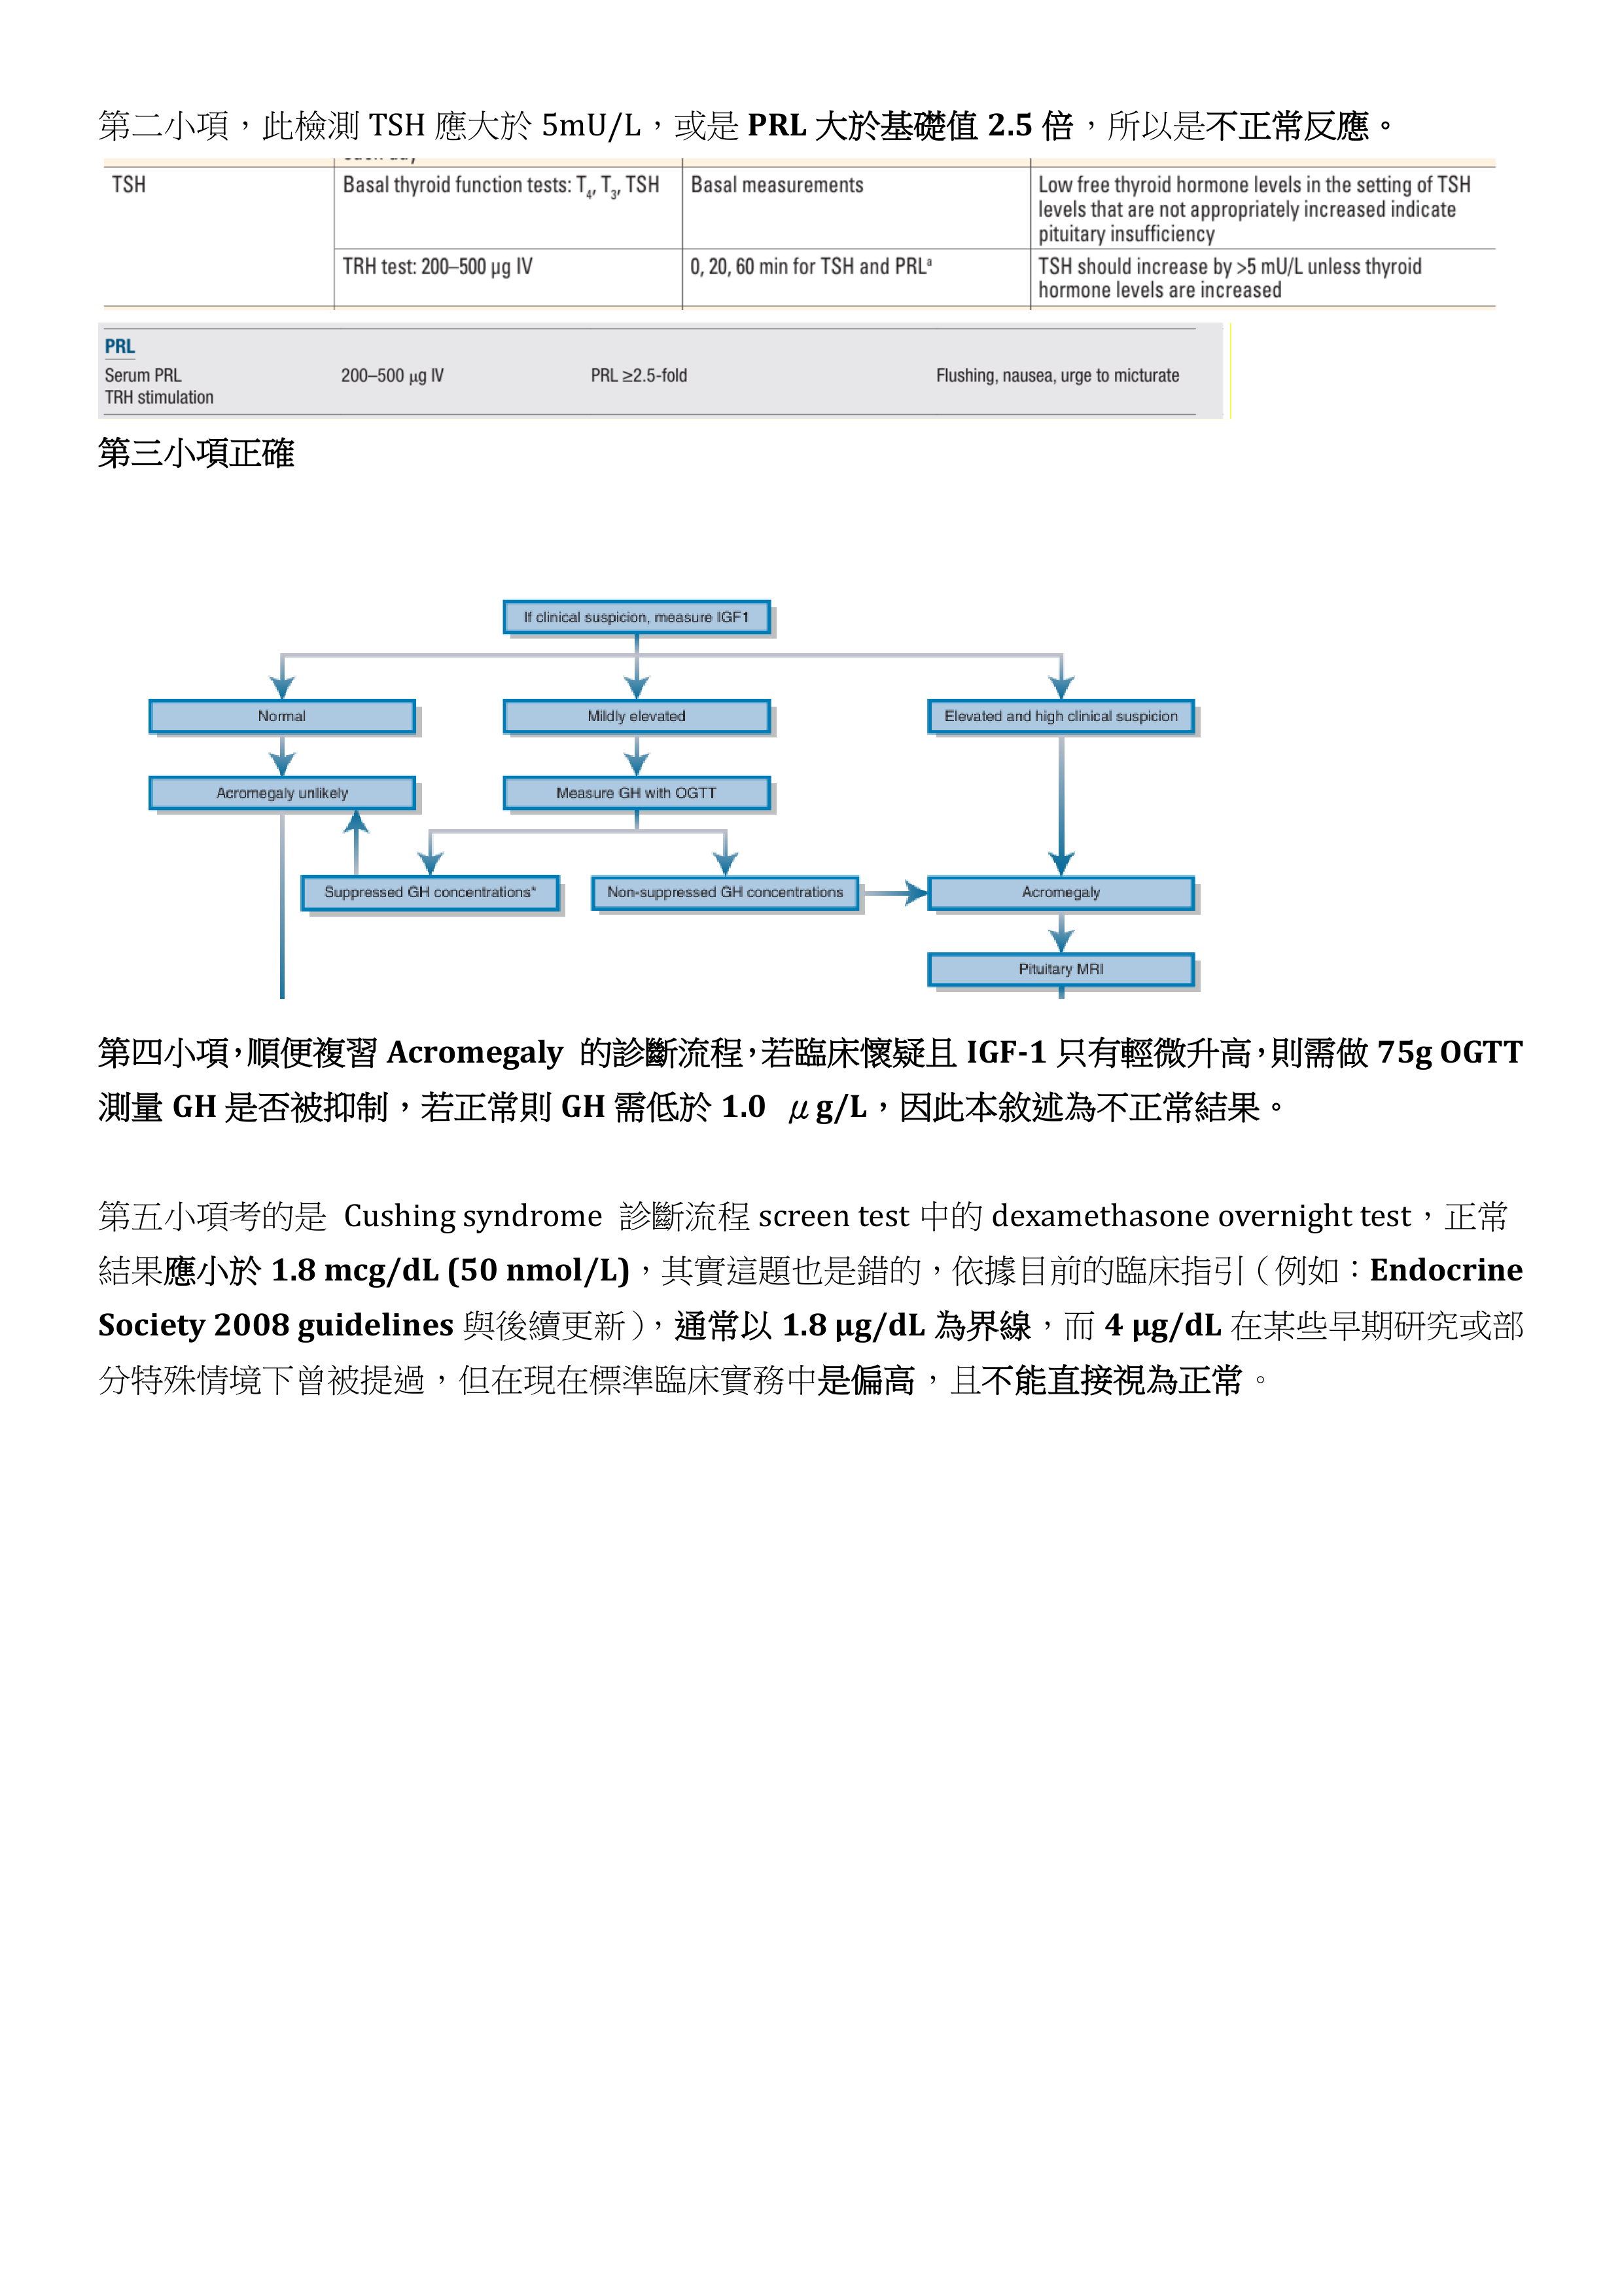 第二小項，此檢測 TSH 應大於 5mU/L，或是 PRL 大於基礎值 2.5 倍，所以是不正常反應。
TSH
Basal thyroid function tests: T4, T3, TSH
Basal measurements
Low free thyroid hormone levels in the setting of TSH
levels that are not appropriately increased indicate
pituitary insufficiency
TRH test: 200–500 μg IV
0, 20, 60 min for TSH and PRLa
TSH should increase by >5 mU/L unless thyroid
hormone levels are increased
PRL
Serum PRL
TRH stimulation
200–500 μg IV
PRL ≥2.5-fold
Flushing, nausea, urge to micturate
第三小項正確
If clinical suspicion, measure IGF1
Normal
Mildly elevated
Elevated and high clinical suspicion
Acromegaly unlikely
Measure GH with OGTT
Suppressed GH concentrations*
Non-suppressed GH concentrations
Acromegaly
Pituitary MRI
第四小項，順便複習 Acromegaly 的診斷流程，若臨床懷疑且 IGF-1 只有輕微升高，則需做 75g OGTT
測量 GH 是否被抑制，若正常則 GH 需低於 1.0 μg/L，因此本敘述為不正常結果。
第五小項考的是 Cushing syndrome 診斷流程 screen test 中的 dexamethasone overnight test，正常
結果應小於 1.8 mcg/dL (50 nmol/L)，其實這題也是錯的，依據目前的臨床指引（例如：Endocrine
Society 2008 guidelines 與後續更新），通常以 1.8 μg/dL 為界線，而 4 μg/dL 在某些早期研究或部
分特殊情境下曾被提過，但在現在標準臨床實務中是偏高，且不能直接視為正常。